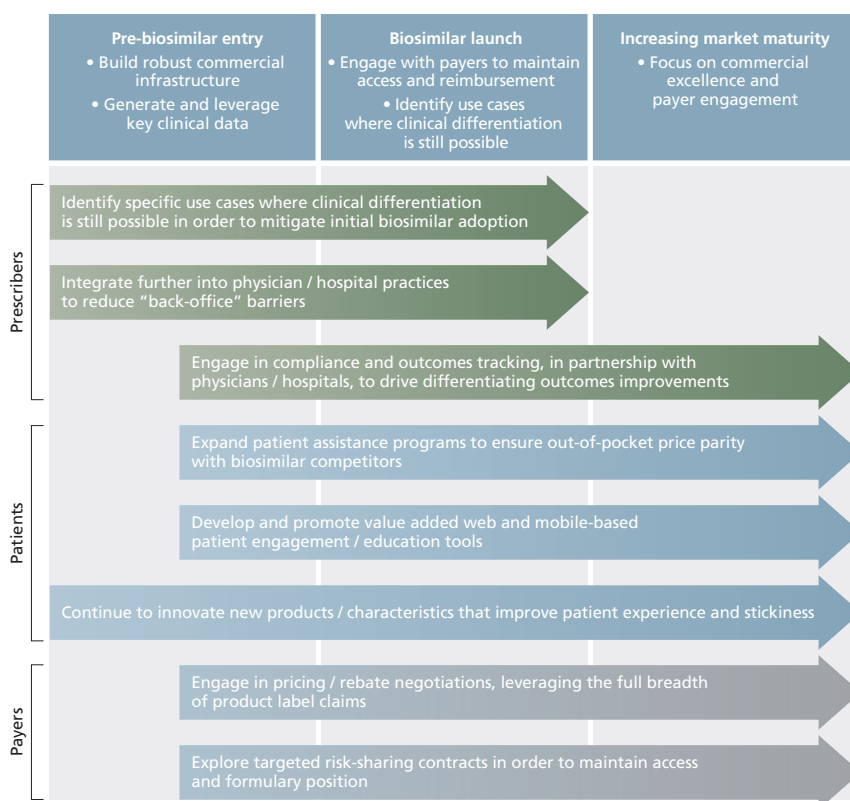 Pre-biosimilar entry
• Build robust commercial
infrastructure
• Generate and leverage
key clinical data
Biosimilar launch
• Engage with payers to maintain
access and reimbursement
• Identify use cases
where clinical differentiation
is still possible
Increasing market maturity
• Focus on commercial
excellence and
payer engagement
Prescribers
Identify specific use cases where clinical differentiation
is still possible in order to mitigate initial biosimilar adoption
Integrate further into physician / hospital practices
to reduce “back-office” barriers
Engage in compliance and outcomes tracking, in partnership with
physicians / hospitals, to drive differentiating outcomes improvements
Patients
Expand patient assistance programs to ensure out-of-pocket price parity
with biosimilar competitors
Develop and promote value added web and mobile-based
patient engagement / education tools
Continue to innovate new products / characteristics that improve patient experience and stickiness
Payers
Engage in pricing / rebate negotiations, leveraging the full breadth
of product label claims
Explore targeted risk-sharing contracts in order to maintain access
and formulary position